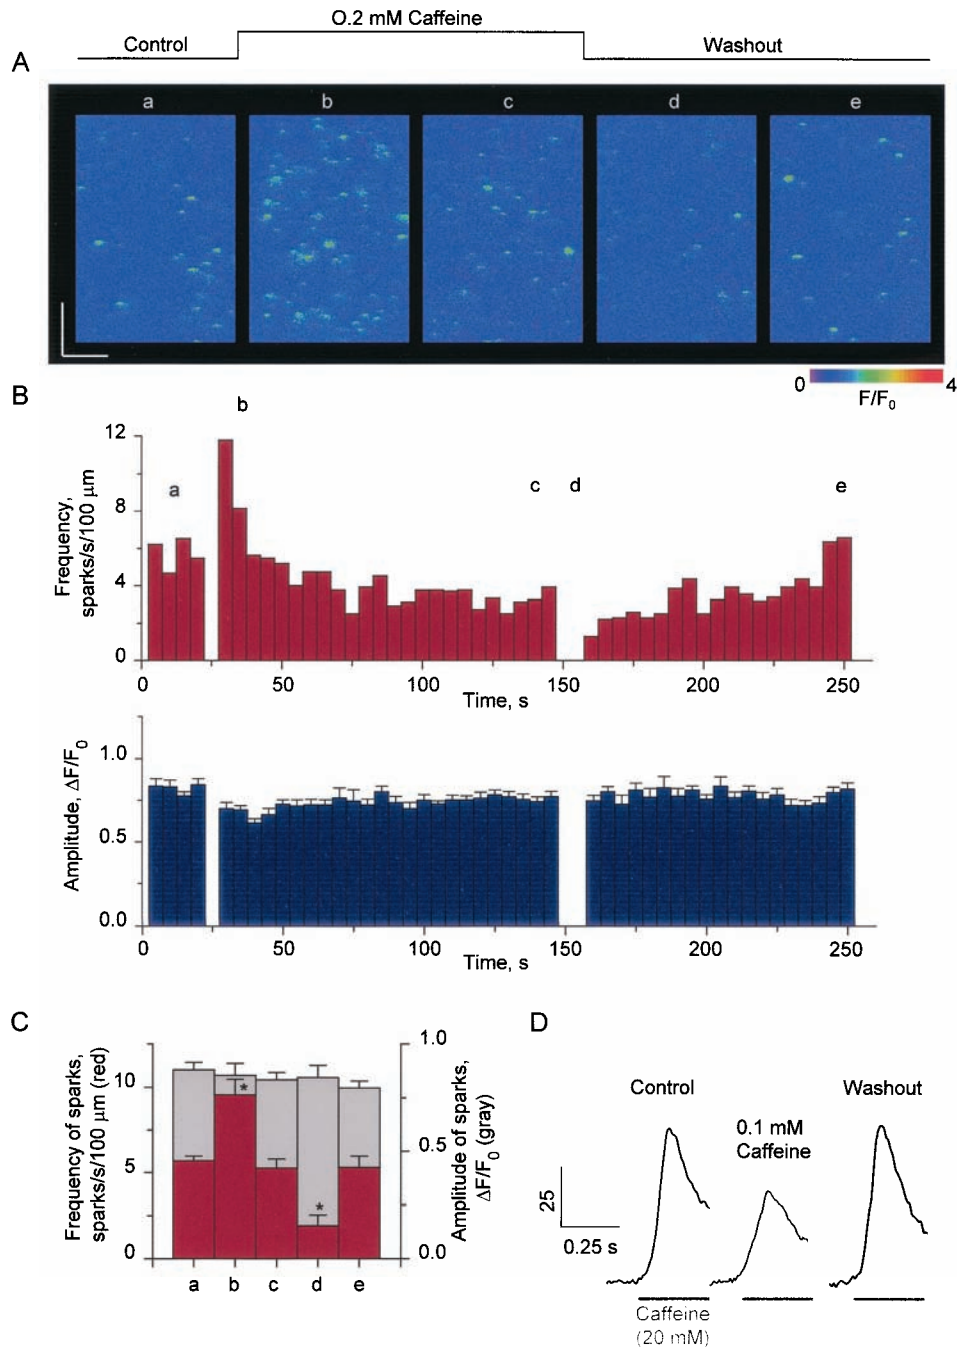 O.2 mM Caffeine
Control
Washout
A
a b c d e
0 4
F/F0
B
b
a
c d e
Frequency,
sparks/s/100 µm
12
8
4
0
0 50 100 150 200 250
Time, s
Amplitude, ΔF/F0
1.0
0.5
0.0
0 50 100 150 200 250
Time, s
C
Frequency of sparks,
sparks/s/100 µm (red)
10
5
0
*
*
1.0
0.5
0.0
Amplitude of sparks,
ΔF/F0 (gray)
a b c d e
D
Control
0.1 mM
Caffeine
Washout
25
0.25 s
Caffeine
(20 mM)